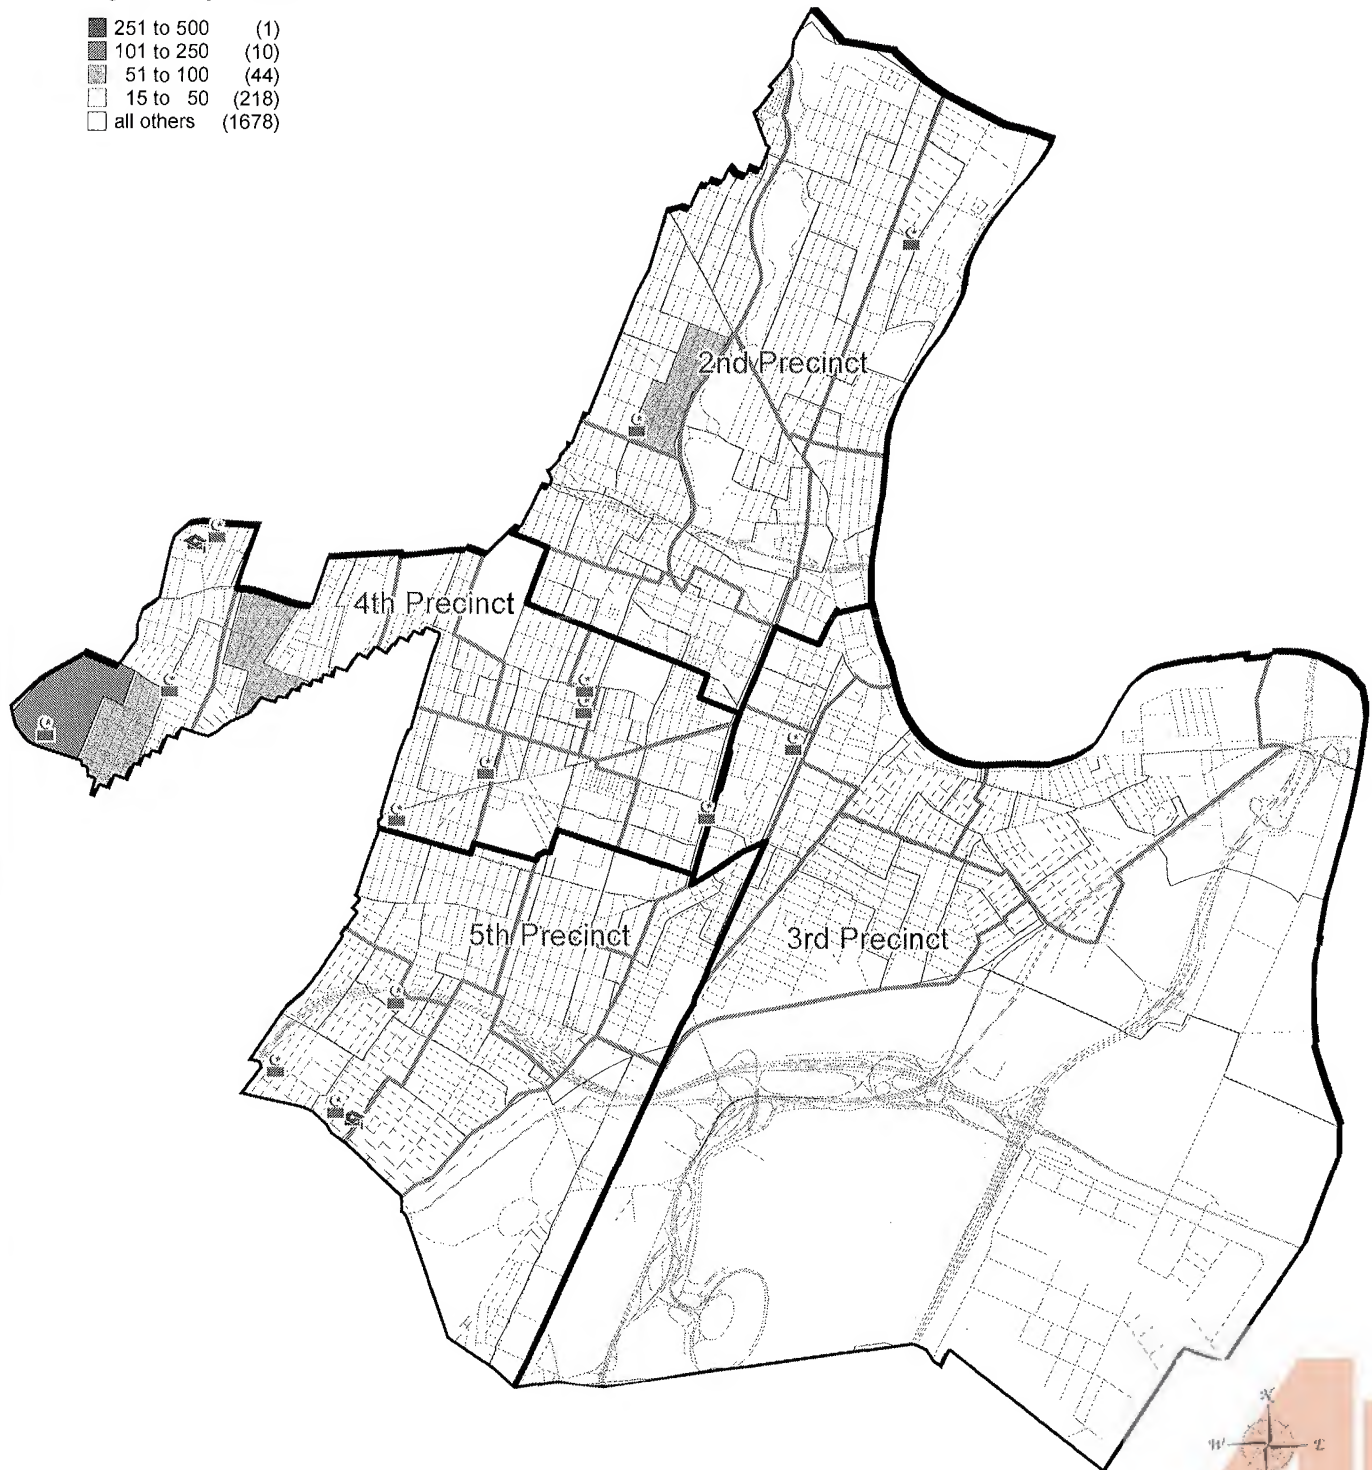 251 to 500 (1)
101 to 250 (10)
51 to 100 (44)
15 to 50 (218)
all others (1678)
2nd Precinct
4th Precinct
5th Precinct
3rd Precinct
N
W E